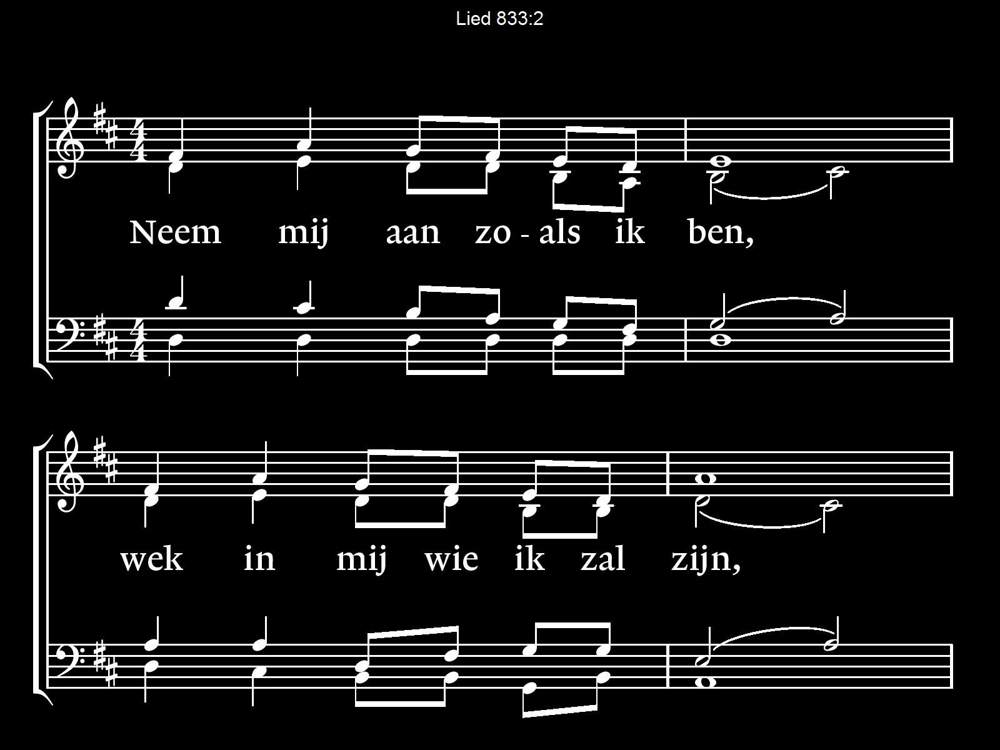 Lied 833:2
Neem mij aan zo - als ik ben,
wek in mij wie ik zal zijn,